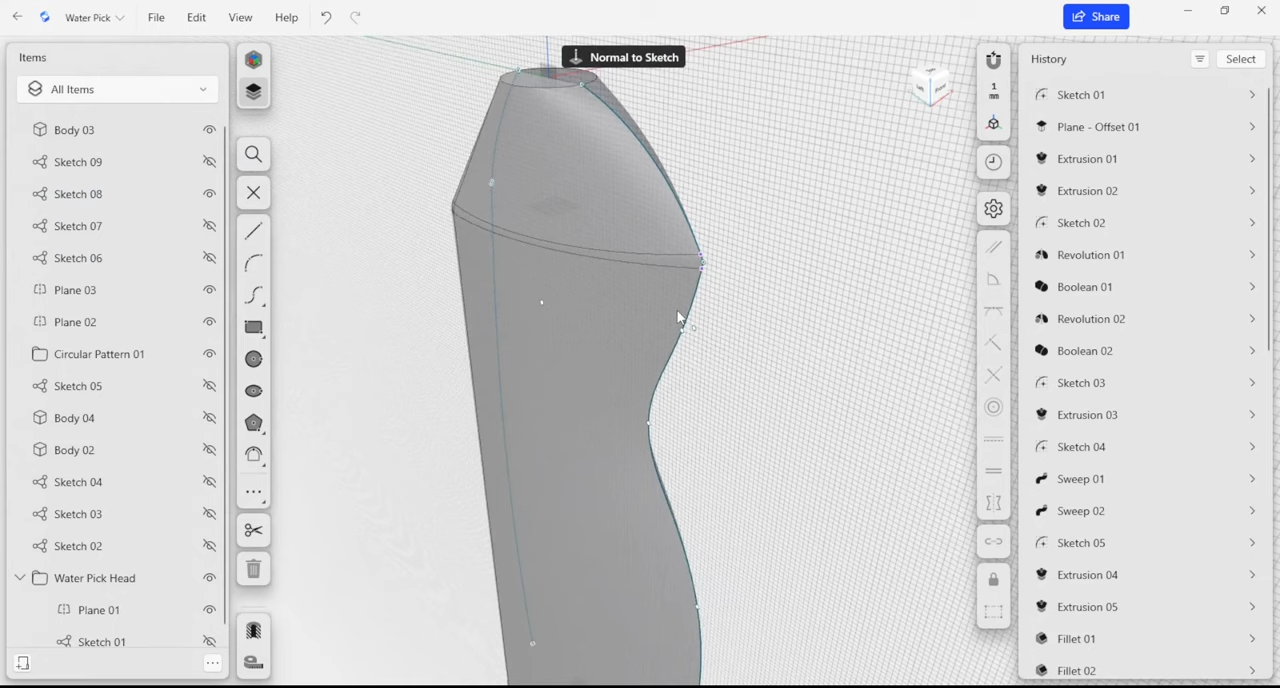 Water Pick
File
Edit
View
Help
Share
Items
All Items
Body 03
Sketch 09
Sketch 08
Sketch 07
Sketch 06
Plane 03
Plane 02
Circular Pattern 01
Sketch 05
Body 04
Body 02
Sketch 04
Sketch 03
Sketch 02
Water Pick Head
Plane 01
Sketch 01
Normal to Sketch
1
mm
History
Select
Sketch 01
Plane - Offset 01
Extrusion 01
Extrusion 02
Sketch 02
Revolution 01
Boolean 01
Revolution 02
Boolean 02
Sketch 03
Extrusion 03
Sketch 04
Sweep 01
Sweep 02
Sketch 05
Extrusion 04
Extrusion 05
Fillet 01
Fillet 02